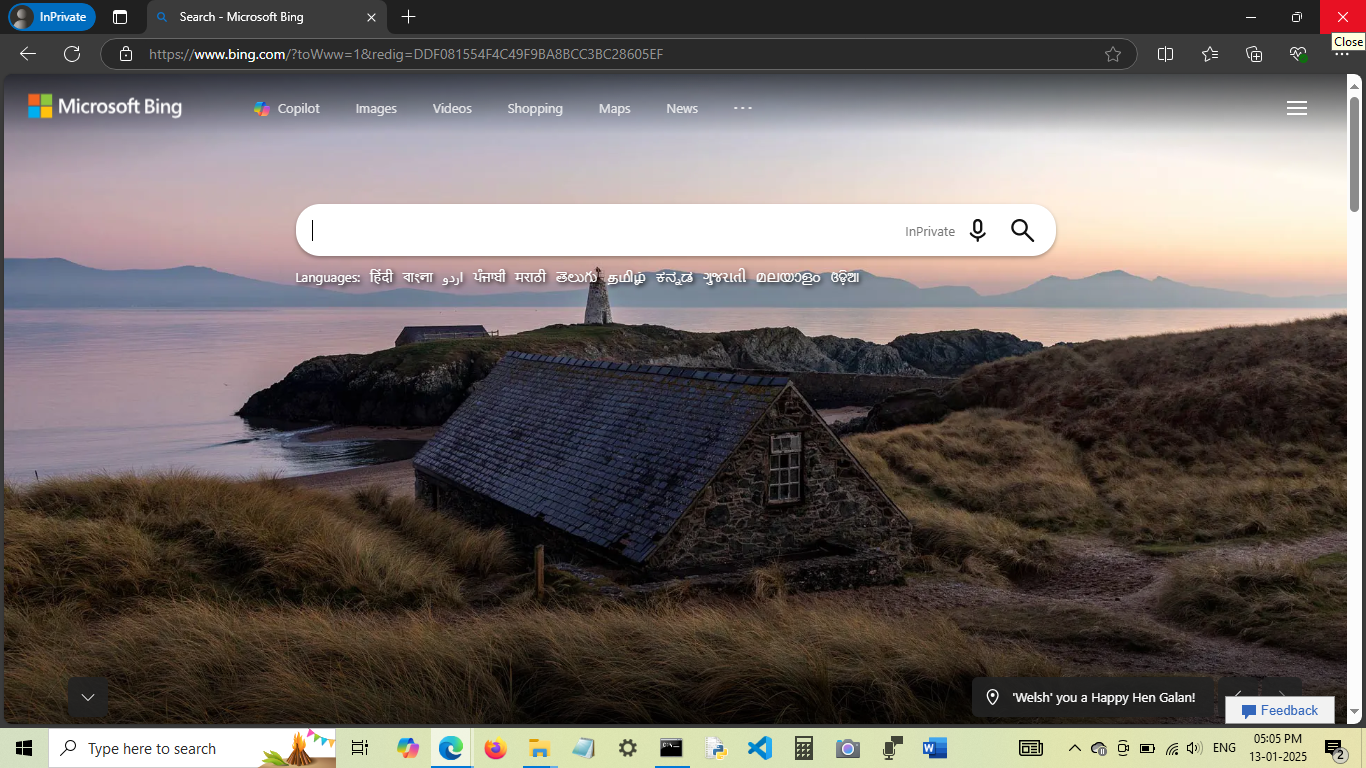 InPrivate
Search - Microsoft Bing
Close
https://www.bing.com/?toWww=1&redig=DDF081554F4C49F9BA8BCC3BC28605EF
Microsoft Bing
Copilot
Images
Videos
Shopping
Maps
News
InPrivate
Languages: हिंदी বাংলা اردو ਪੰਜਾਬੀ मराठी తెలుగు தமிழ் ಕನ್ನಡ ગુજરાતી മലയാളം ଓଡ଼ିଆ
'Welsh' you a Happy Hen Galan!
Feedback
Type here to search
ENG
05:05 PM
13-01-2025
2